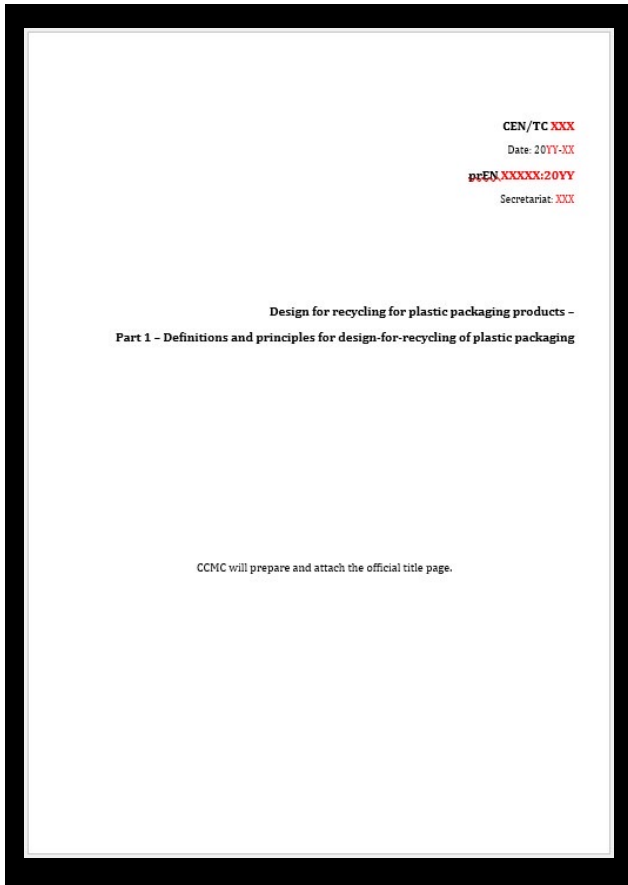 CEN/TC XXX
Date: 20YY-XX
prEN XXXXX:20YY
Secretariat: XXX
Design for recycling for plastic packaging products –
Part 1 – Definitions and principles for design-for-recycling of plastic packaging
CCMC will prepare and attach the official title page.